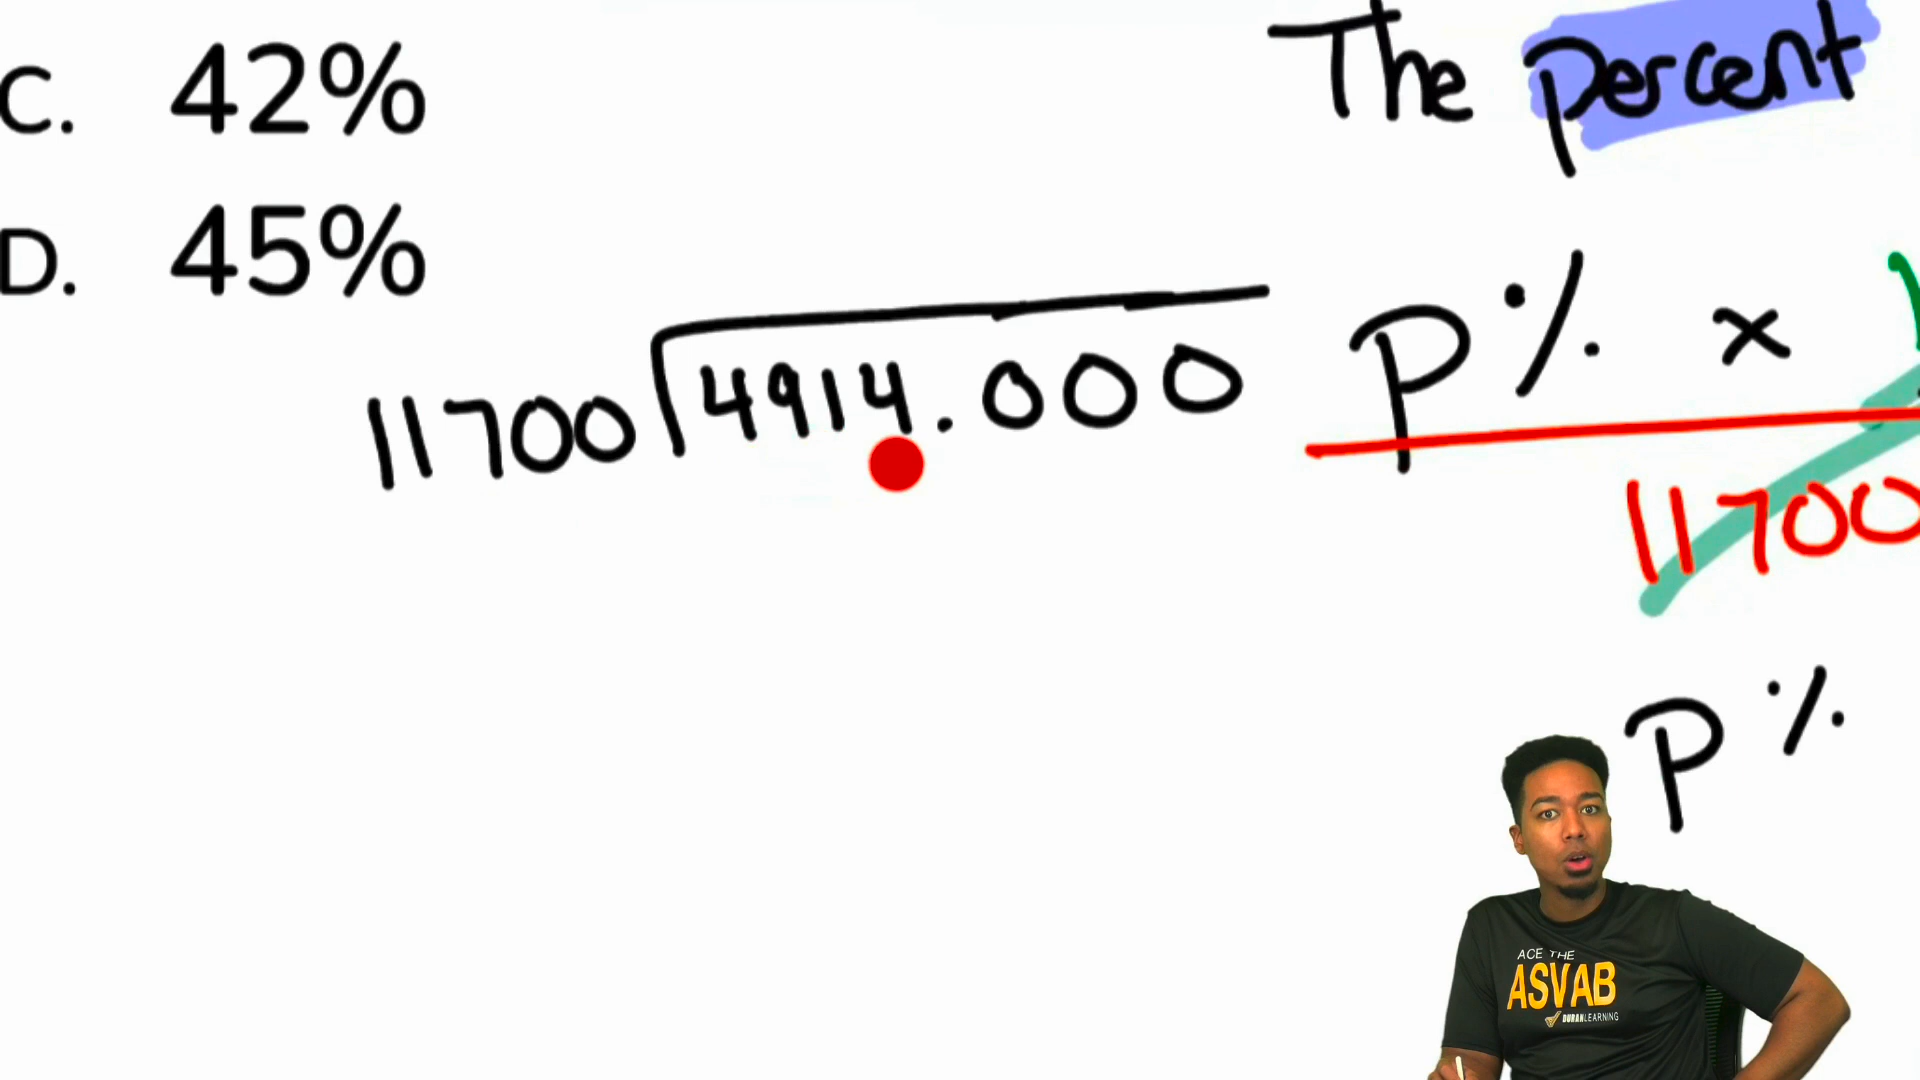 C. 42%
The percent
D. 45%
11700 4914.000
P% x
11700
P%
ACE THE
ASVAB
DURANLEARNING